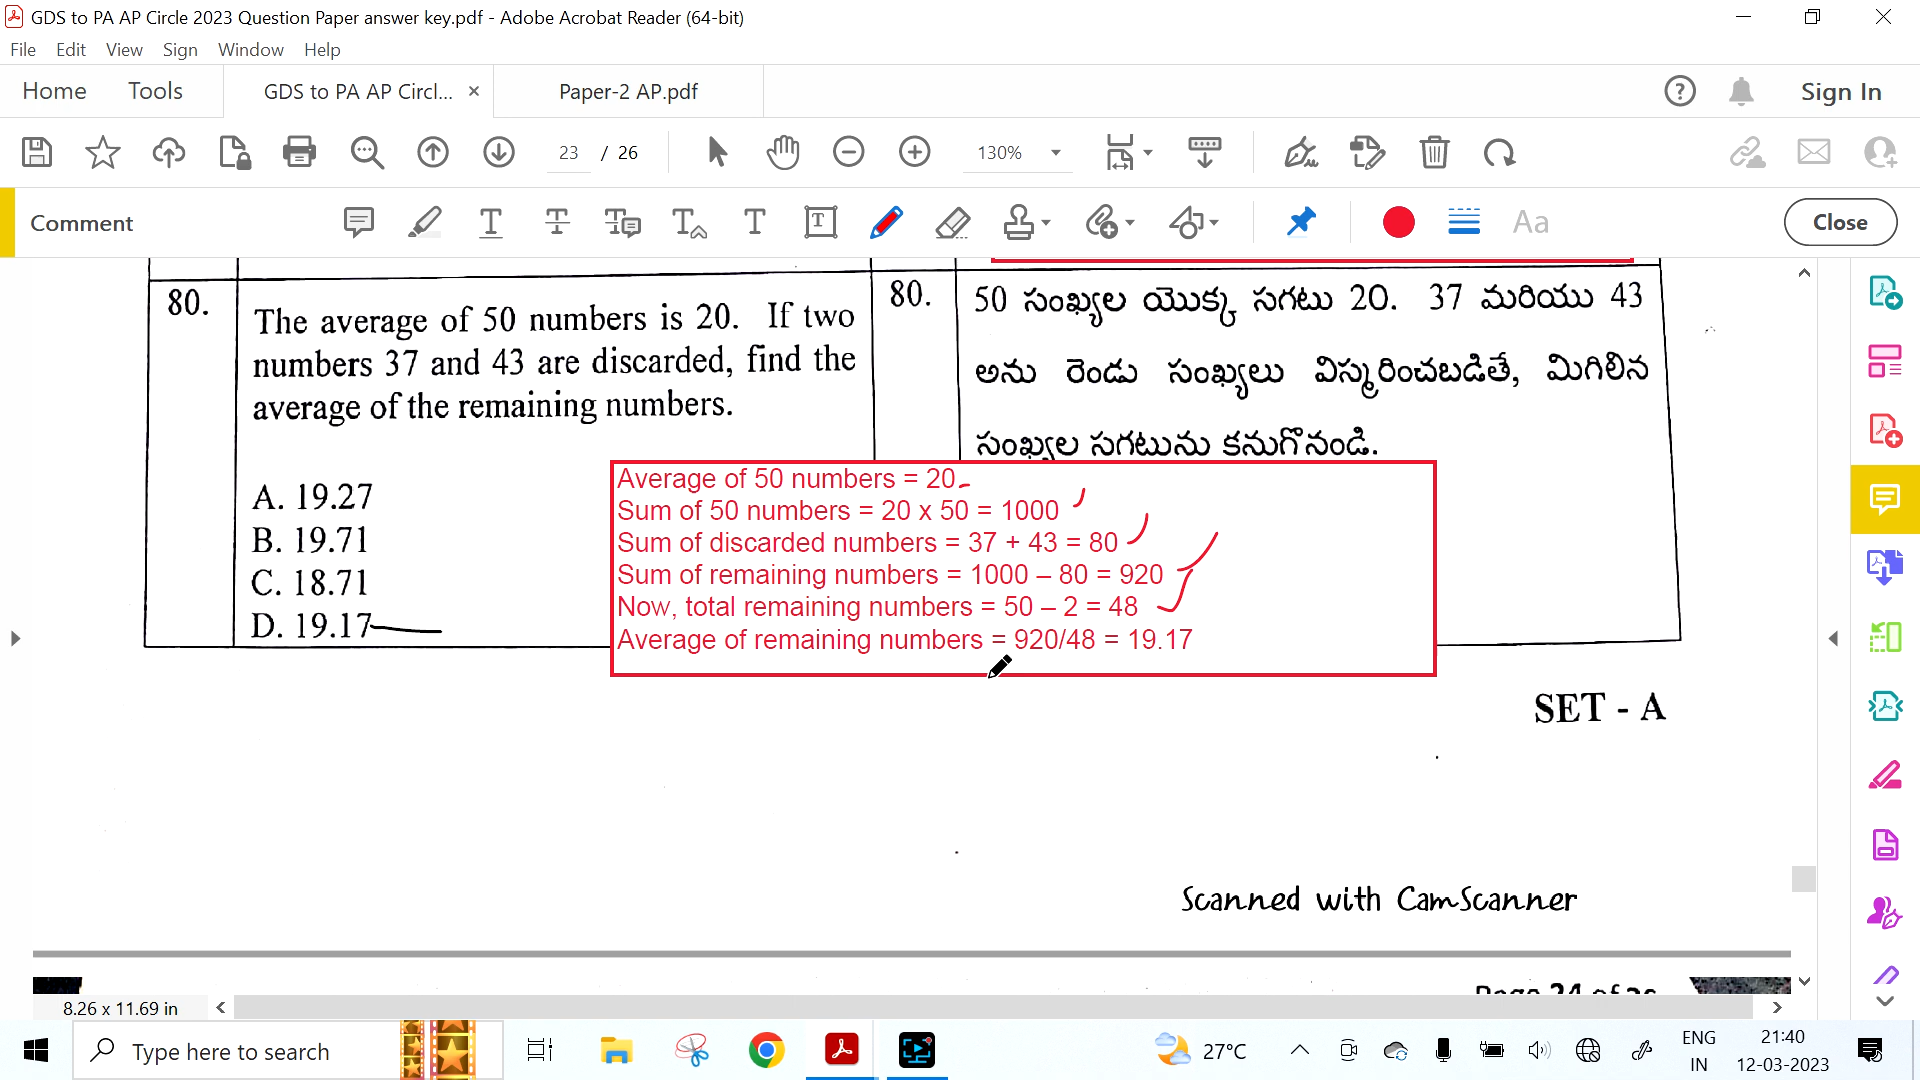 GDS to PA AP Circle 2023 Question Paper answer key.pdf - Adobe Acrobat Reader (64-bit)
File Edit View Sign Window Help
Home Tools GDS to PA AP Circl... × Paper-2 AP.pdf Sign In
23 / 26 130%
Comment Aa Close
80.
The average of 50 numbers is 20. If two
numbers 37 and 43 are discarded, find the
average of the remaining numbers.
A. 19.27
B. 19.71
C. 18.71
D. 19.17
80.
50 సంఖ్యల యొక్క సగటు 20. 37 మరియు 43
అను రెండు సంఖ్యలు విస్మరించబడితే, మిగిలిన
సంఖ్యల సగటును కనుగొనండి.
Average of 50 numbers = 20
Sum of 50 numbers = 20 x 50 = 1000
Sum of discarded numbers = 37 + 43 = 80
Sum of remaining numbers = 1000 – 80 = 920
Now, total remaining numbers = 50 – 2 = 48
Average of remaining numbers = 920/48 = 19.17
SET - A
Scanned with CamScanner
8.26 x 11.69 in
Type here to search
27°C
ENG
IN
21:40
12-03-2023